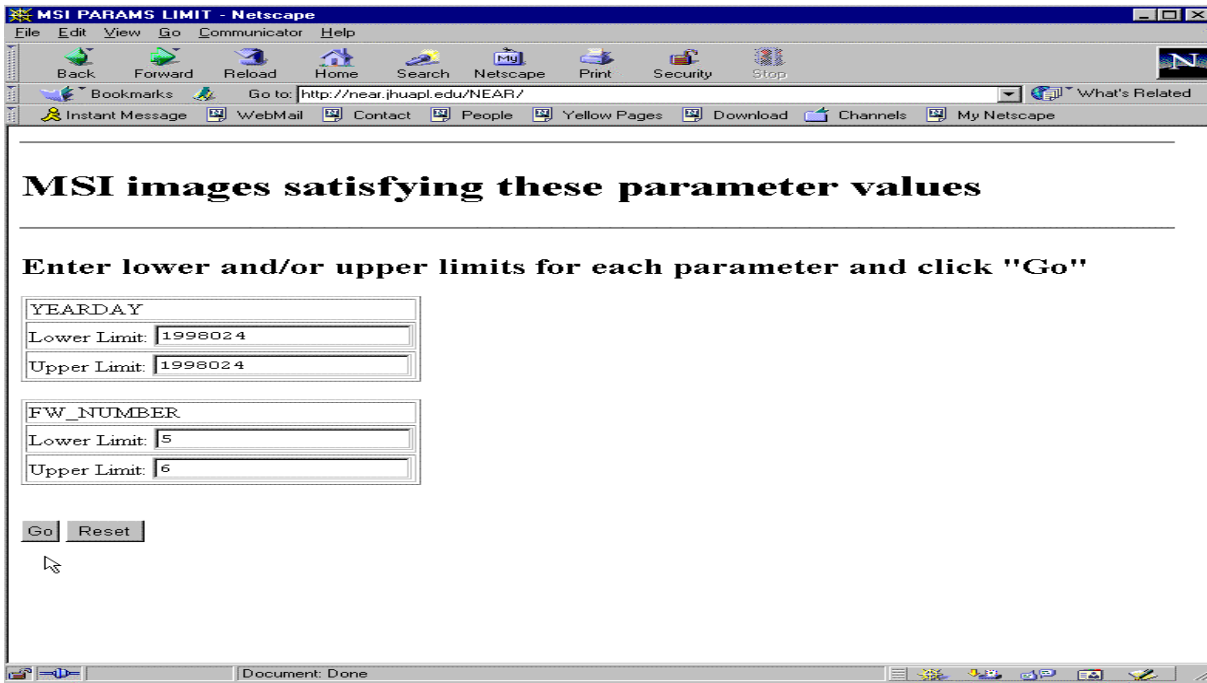 MSI PARAMS LIMIT - Netscape
File Edit View Go Communicator Help
Back Forward Reload Home Search Netscape Print Security Stop
My
N
Bookmarks Go to: http://near.jhuapl.edu/NEAR/ What's Related
Instant Message WebMail Contact People Yellow Pages Download Channels My Netscape
MSI images satisfying these parameter values
Enter lower and/or upper limits for each parameter and click "Go"
YEARDAY
Lower Limit: 1998024
Upper Limit: 1998024
FW_NUMBER
Lower Limit: 5
Upper Limit: 6
Go Reset
Document: Done